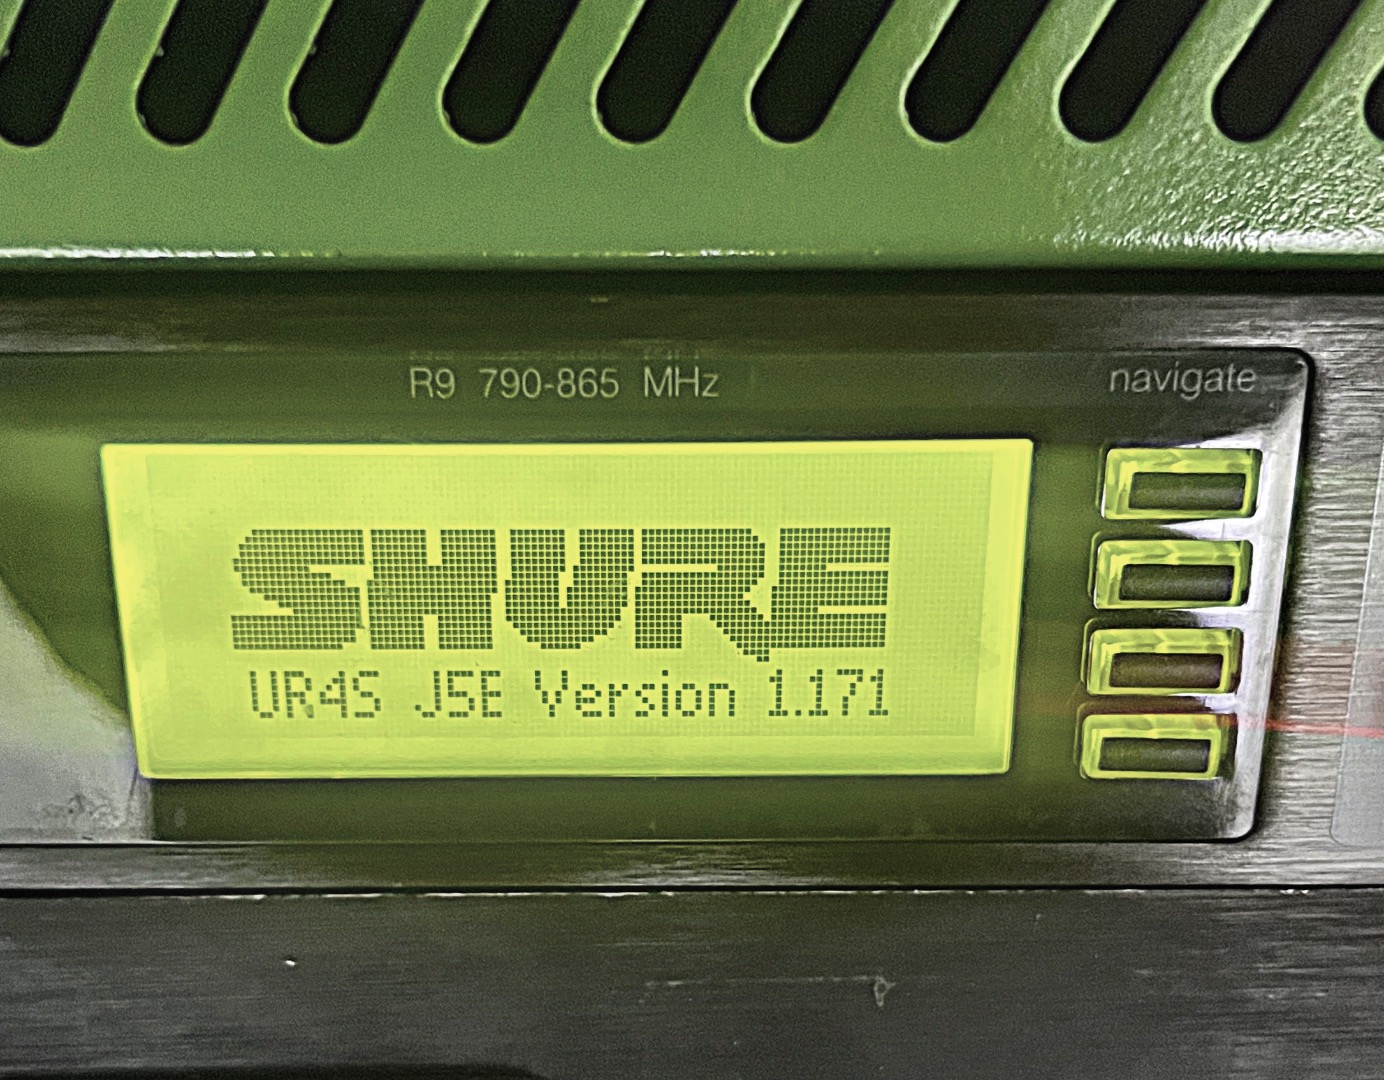 R9 790-865 MHz
navigate
SHURE
UR4S J5E Version 1.171